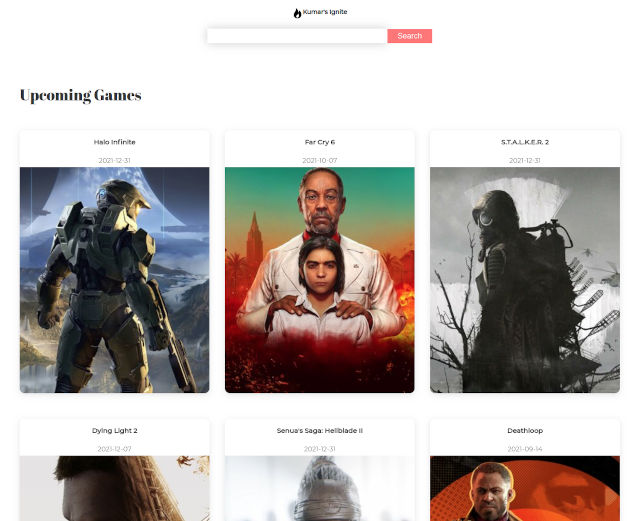 Kumar's Ignite
Search
Upcoming Games
Halo Infinite
2021-12-31
Far Cry 6
2021-10-07
S.T.A.L.K.E.R. 2
2021-12-31
Dying Light 2
2021-12-07
Senua's Saga: Hellblade II
2021-12-31
Deathloop
2021-09-14